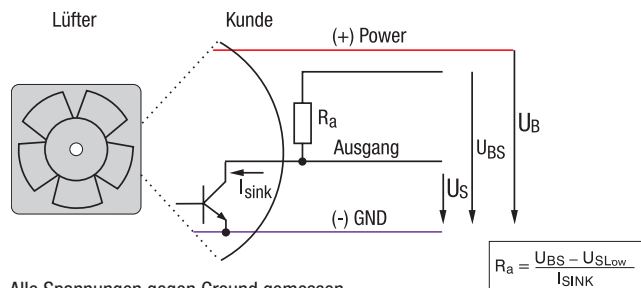 Lüfter
Kunde
(+) Power
Ra
Ausgang
Isink
(-) GND
US
UBS
UB
Ra = UBS – USLow / ISINK
Alle Spannungen gegen Ground gemessen